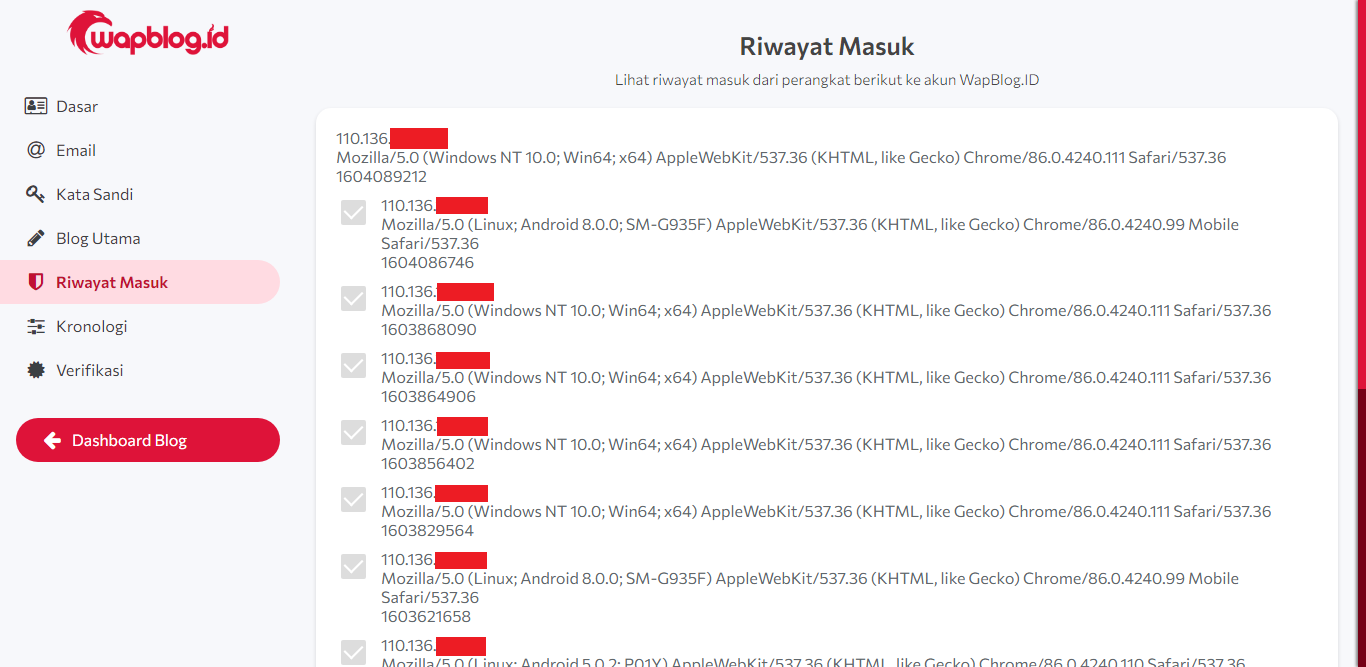 wapblog.id
Dasar
Email
Kata Sandi
Blog Utama
Riwayat Masuk
Kronologi
Verifikasi
Dashboard Blog
Riwayat Masuk
Lihat riwayat masuk dari perangkat berikut ke akun WapBlog.ID
110.136.
Mozilla/5.0 (Windows NT 10.0; Win64; x64) AppleWebKit/537.36 (KHTML, like Gecko) Chrome/86.0.4240.111 Safari/537.36
1604089212
110.136.
Mozilla/5.0 (Linux; Android 8.0.0; SM-G935F) AppleWebKit/537.36 (KHTML, like Gecko) Chrome/86.0.4240.99 Mobile
Safari/537.36
1604086746
110.136.
Mozilla/5.0 (Windows NT 10.0; Win64; x64) AppleWebKit/537.36 (KHTML, like Gecko) Chrome/86.0.4240.111 Safari/537.36
1603868090
110.136.
Mozilla/5.0 (Windows NT 10.0; Win64; x64) AppleWebKit/537.36 (KHTML, like Gecko) Chrome/86.0.4240.111 Safari/537.36
1603864906
110.136.
Mozilla/5.0 (Windows NT 10.0; Win64; x64) AppleWebKit/537.36 (KHTML, like Gecko) Chrome/86.0.4240.111 Safari/537.36
1603856402
110.136.
Mozilla/5.0 (Windows NT 10.0; Win64; x64) AppleWebKit/537.36 (KHTML, like Gecko) Chrome/86.0.4240.111 Safari/537.36
1603829564
110.136.
Mozilla/5.0 (Linux; Android 8.0.0; SM-G935F) AppleWebKit/537.36 (KHTML, like Gecko) Chrome/86.0.4240.99 Mobile
Safari/537.36
1603621658
110.136.
Mozilla/5.0 (Linux; Android 5.0.2; P01Y) AppleWebKit/537.36 (KHTML, like Gecko) Chrome/86.0.4240.110 Safari/537.36